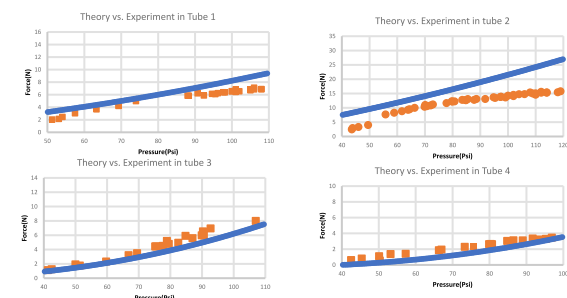 Theory vs. Experiment in Tube 1
16
14
12
10
8
6
4
2
0
Force(N)
50 60 70 80 90 100 110
Pressure(Psi)
Theory vs. Experiment in tube 2
35
30
25
20
15
10
5
0
Force(N)
40 50 60 70 80 90 100 110 120
Pressure(Psi)
Theory vs. Experiment in tube 3
14
12
10
8
6
4
2
0
Force(N)
40 50 60 70 80 90 100 110
Pressure(Psi)
Theory vs. Experiment in Tube 4
10
8
6
4
2
0
Force(N)
40 50 60 70 80 90 100
Pressure(Psi)